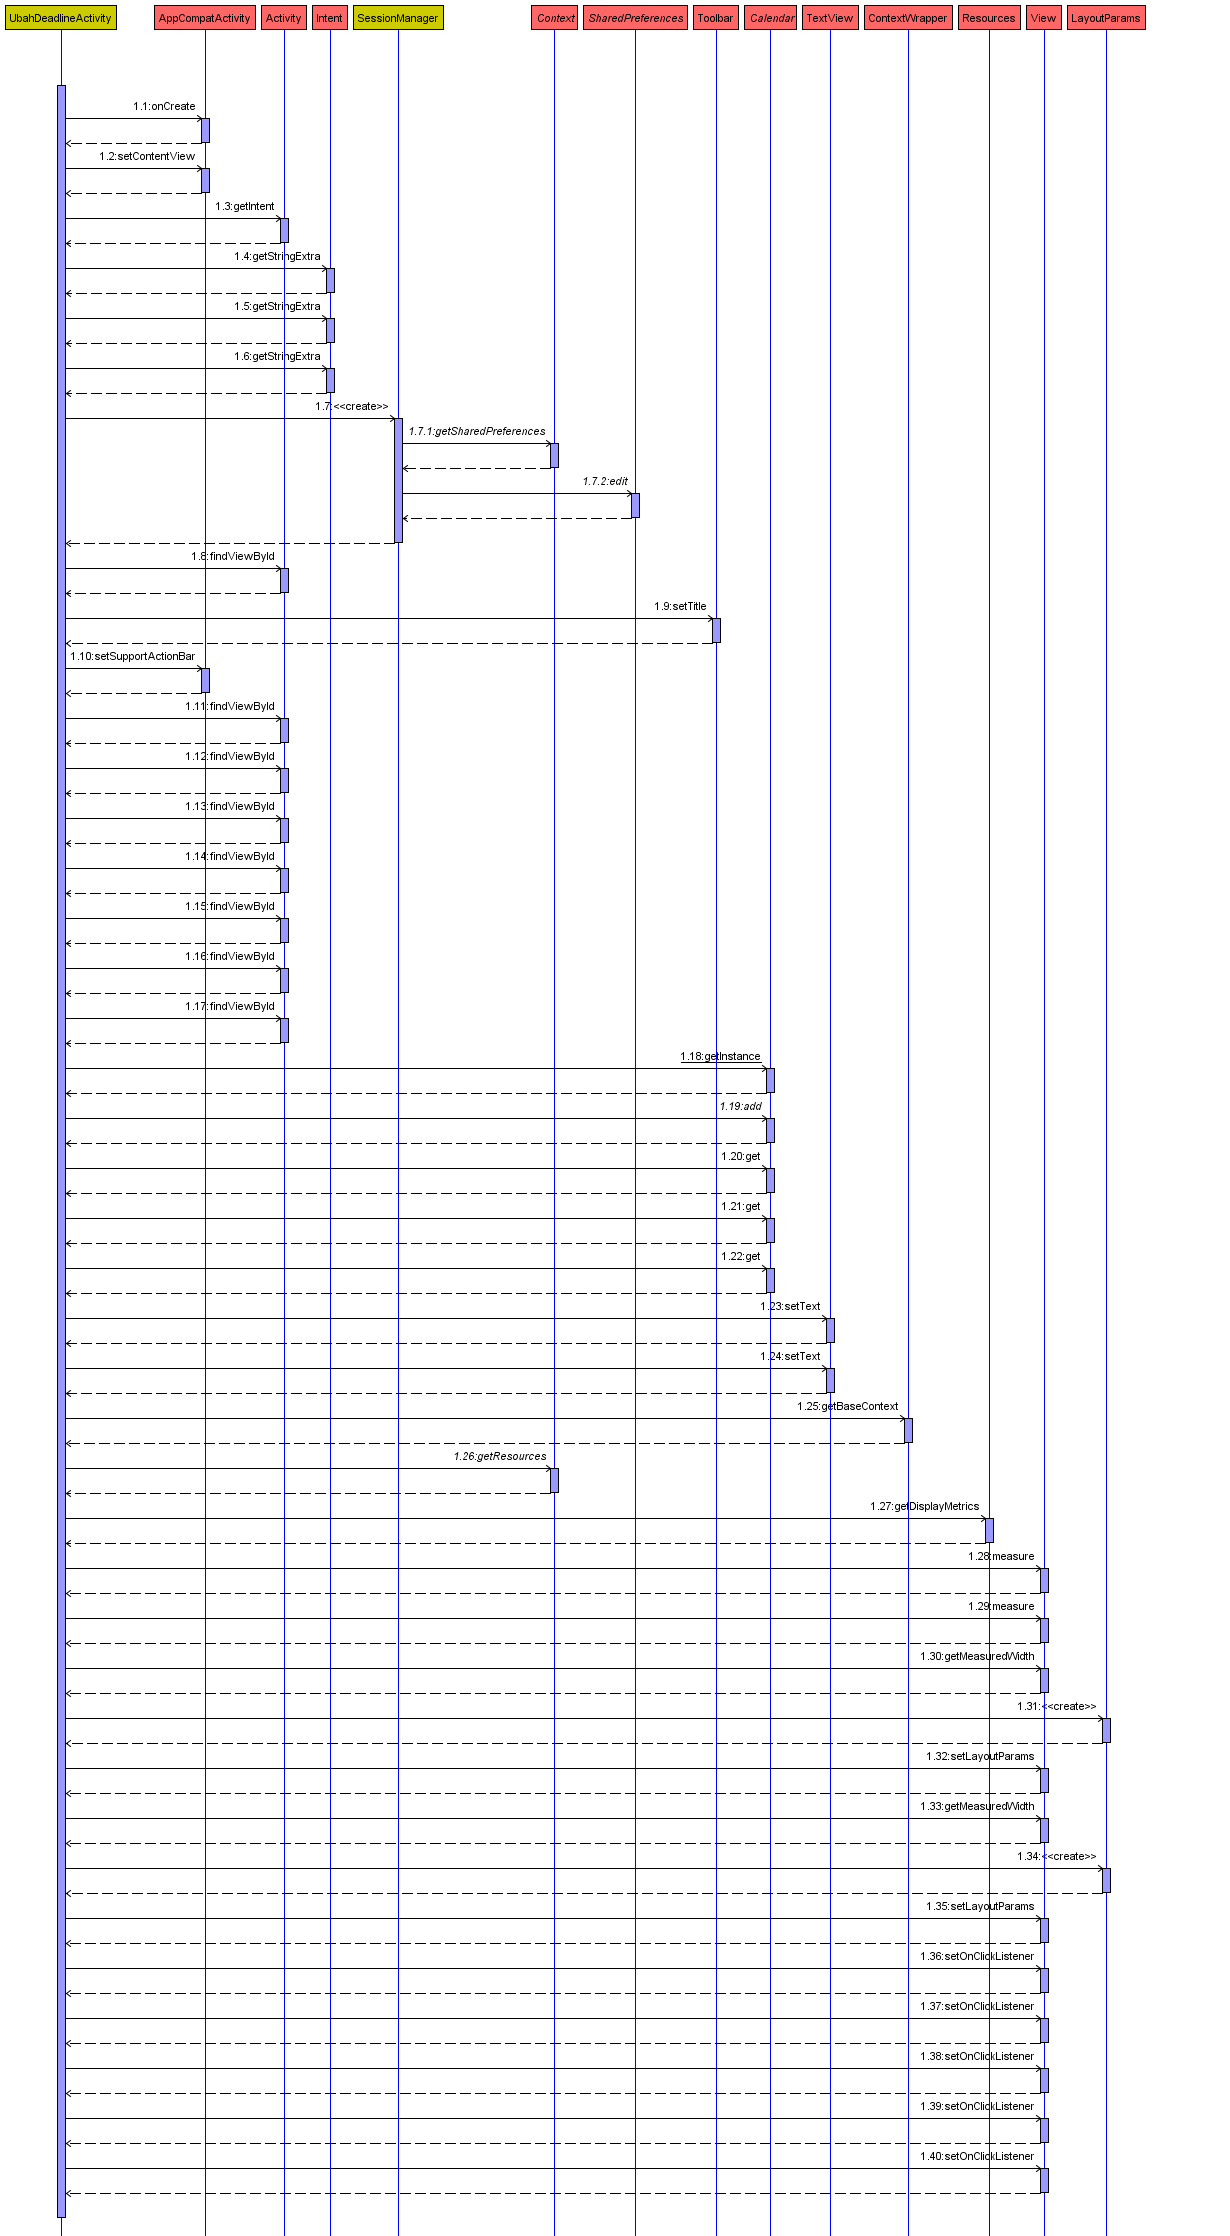 UbahDeadlineActivity
AppCompatActivity
Activity
Intent
SessionManager
Context
SharedPreferences
Toolbar
Calendar
TextView
ContextWrapper
Resources
View
LayoutParams
1.1:onCreate
1.2:setContentView
1.3:getIntent
1.4:getStringExtra
1.5:getStringExtra
1.6:getStringExtra
1.7:<<create>>
1.7.1:getSharedPreferences
1.7.2:edit
1.8:findViewById
1.9:setTitle
1.10:setSupportActionBar
1.11:findViewById
1.12:findViewById
1.13:findViewById
1.14:findViewById
1.15:findViewById
1.16:findViewById
1.17:findViewById
1.18:getInstance
1.19:add
1.20:get
1.21:get
1.22:get
1.23:setText
1.24:setText
1.25:getBaseContext
1.26:getResources
1.27:getDisplayMetrics
1.28:measure
1.29:measure
1.30:getMeasuredWidth
1.31:<<create>>
1.32:setLayoutParams
1.33:getMeasuredWidth
1.34:<<create>>
1.35:setLayoutParams
1.36:setOnClickListener
1.37:setOnClickListener
1.38:setOnClickListener
1.39:setOnClickListener
1.40:setOnClickListener